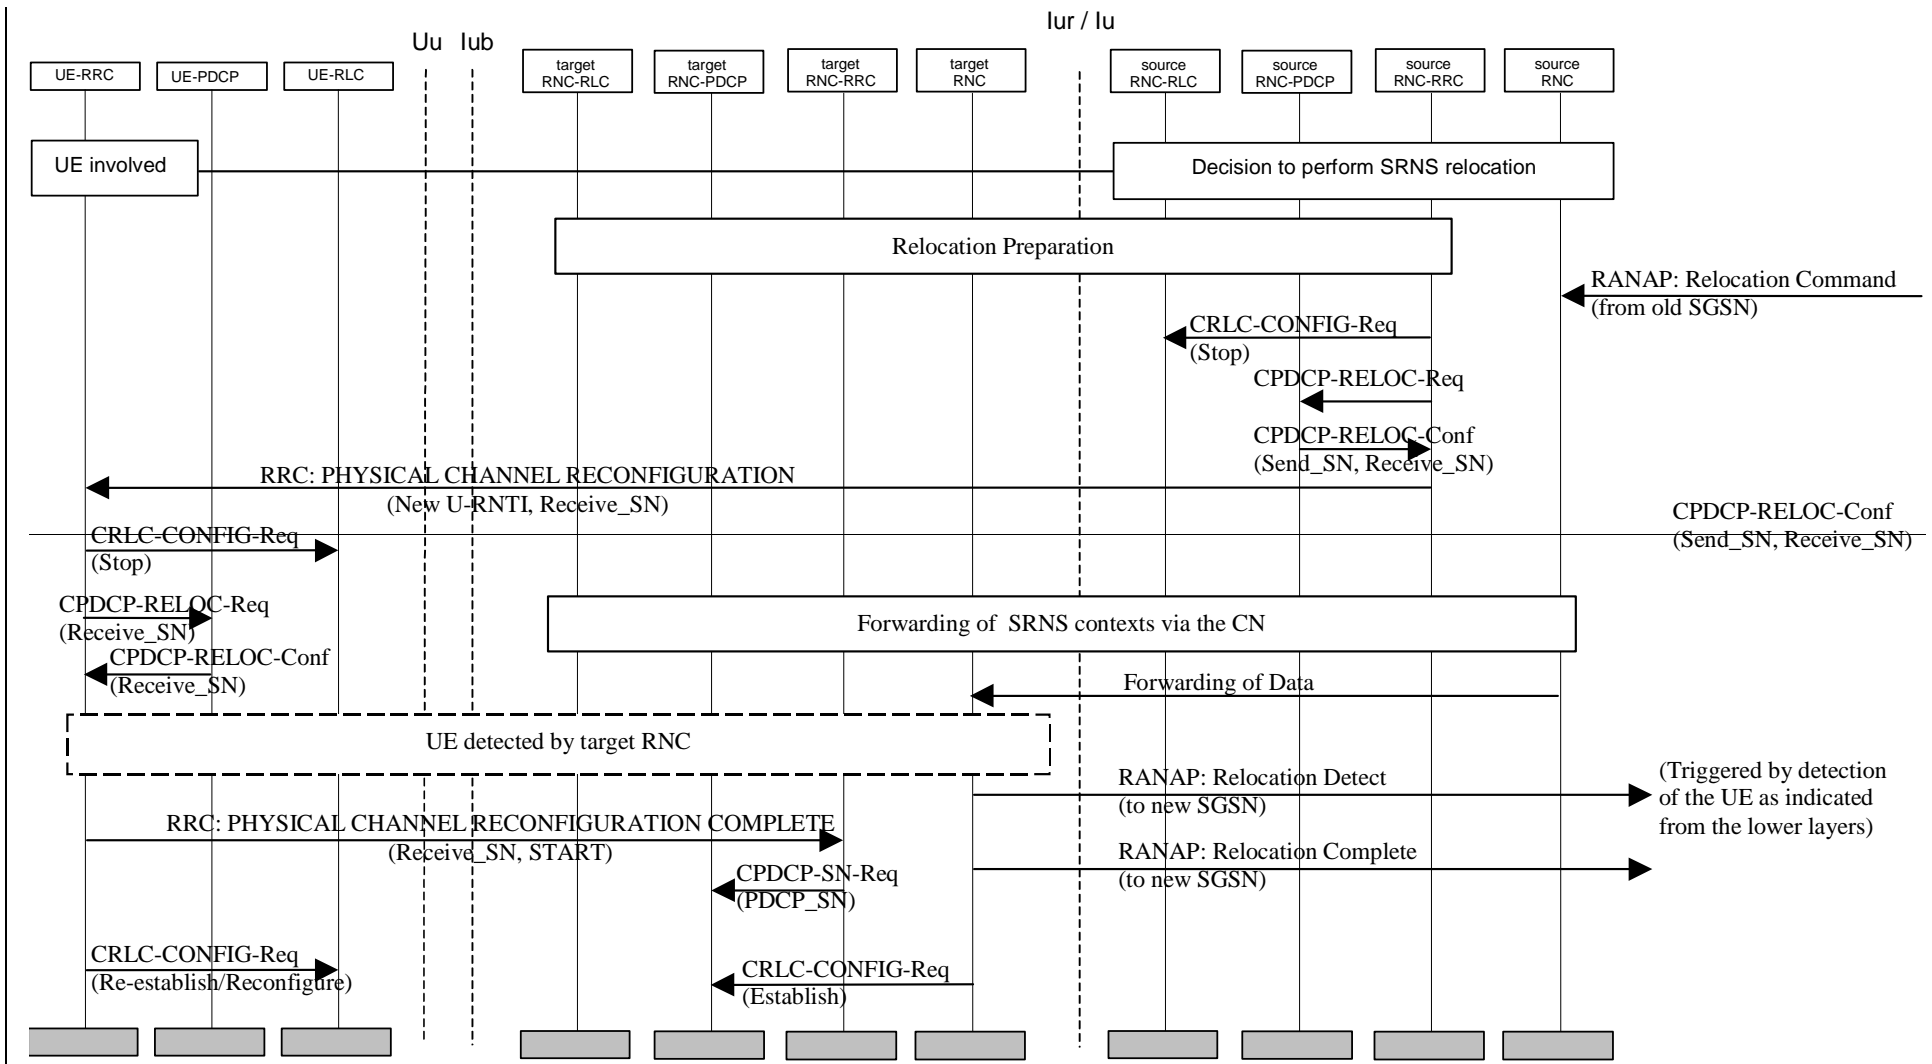 Iur / Iu
Uu Iub
UE-RRC
UE-PDCP
UE-RLC
target
RNC-RLC
target
RNC-PDCP
target
RNC-RRC
target
RNC
source
RNC-RLC
source
RNC-PDCP
source
RNC-RRC
source
RNC
UE involved
Decision to perform SRNS relocation
Relocation Preparation
RANAP: Relocation Command
(from old SGSN)
CRLC-CONFIG-Req
(Stop)
CPDCP-RELOC-Req
CPDCP-RELOC-Conf
(Send_SN, Receive_SN)
RRC: PHYSICAL CHANNEL RECONFIGURATION
(New U-RNTI, Receive_SN)
CPDCP-RELOC-Conf
(Send_SN, Receive_SN)
CRLC-CONFIG-Req
(Stop)
CPDCP-RELOC-Req
(Receive_SN)
Forwarding of SRNS contexts via the CN
CPDCP-RELOC-Conf
(Receive_SN)
Forwarding of Data
UE detected by target RNC
RANAP: Relocation Detect
(to new SGSN)
(Triggered by detection
of the UE as indicated
from the lower layers)
RRC: PHYSICAL CHANNEL RECONFIGURATION COMPLETE
(Receive_SN, START)
RANAP: Relocation Complete
(to new SGSN)
CPDCP-SN-Req
(PDCP_SN)
CRLC-CONFIG-Req
(Re-establish/Reconfigure)
CRLC-CONFIG-Req
(Establish)